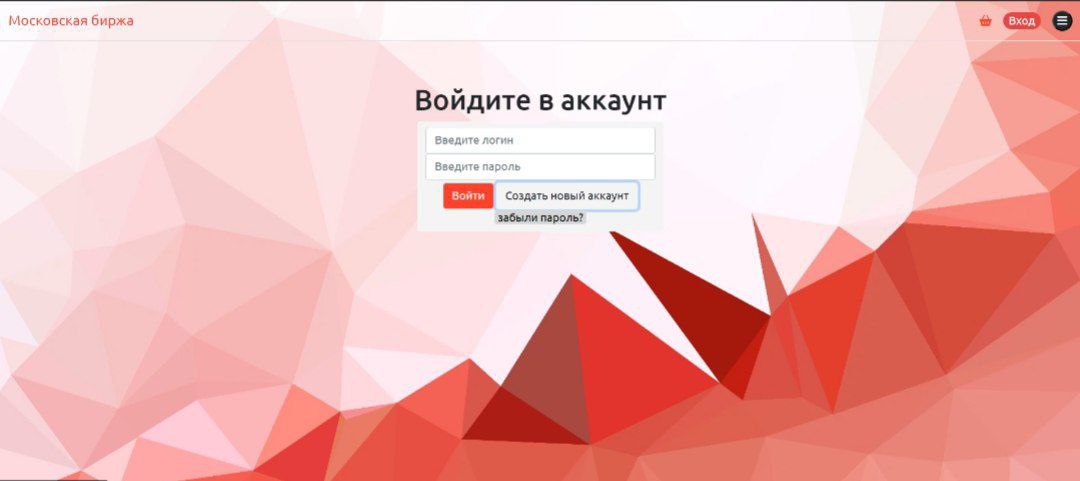 Московская биржа
Вход
Войдите в аккаунт
Введите логин
Введите пароль
Войти Создать новый аккаунт
забыли пароль?